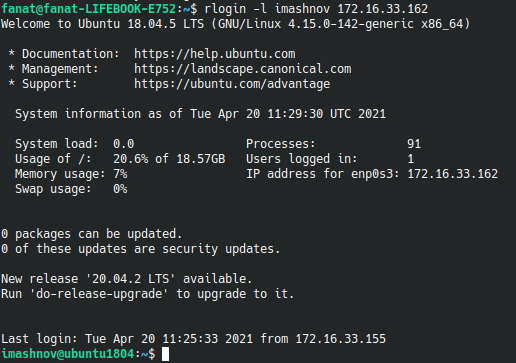 fanat@fanat-LIFEBOOK-E752:~$ rlogin -l imashnov 172.16.33.162
Welcome to Ubuntu 18.04.5 LTS (GNU/Linux 4.15.0-142-generic x86_64)
* Documentation:  https://help.ubuntu.com
* Management:     https://landscape.canonical.com
* Support:        https://ubuntu.com/advantage
System information as of Tue Apr 20 11:29:30 UTC 2021
System load:  0.0                Processes:             91
Usage of /:   20.6% of 18.57GB   Users logged in:       1
Memory usage: 7%                 IP address for enp0s3: 172.16.33.162
Swap usage:   0%
0 packages can be updated.
0 of these updates are security updates.
New release '20.04.2 LTS' available.
Run 'do-release-upgrade' to upgrade to it.
Last login: Tue Apr 20 11:25:33 2021 from 172.16.33.155
imashnov@ubuntu1804:~$